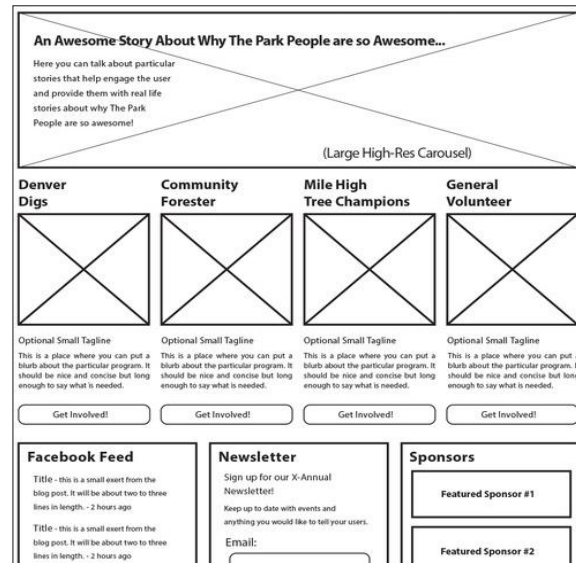 An Awesome Story About Why The Park People are so Awesome...
Here you can talk about particular
stories that help engage the user
and provide them with real life
stories about why The Park
People are so awesome!
(Large High-Res Carousel)
Denver
Digs
Optional Small Tagline
This is a place where you can put a
blurb about the particular program. It
should be nice and concise but long
enough to say what is needed.
Get Involved!
Community
Forester
Optional Small Tagline
This is a place where you can put a
blurb about the particular program. It
should be nice and concise but long
enough to say what is needed.
Get Involved!
Mile High
Tree Champions
Optional Small Tagline
This is a place where you can put a
blurb about the particular program. It
should be nice and concise but long
enough to say what is needed.
Get Involved!
General
Volunteer
Optional Small Tagline
This is a place where you can put a
blurb about the particular program. It
should be nice and concise but long
enough to say what is needed.
Get Involved!
Facebook Feed
Title - this is a small exert from the
blog post. It will be about two to three
lines in length. - 2 hours ago
Title - this is a small exert from the
blog post. It will be about two to three
lines in length. - 2 hours ago
Newsletter
Sign up for our X-Annual
Newsletter!
Keep up to date with events and
anything you would like to tell your users.
Email:
Sponsors
Featured Sponsor #1
Featured Sponsor #2